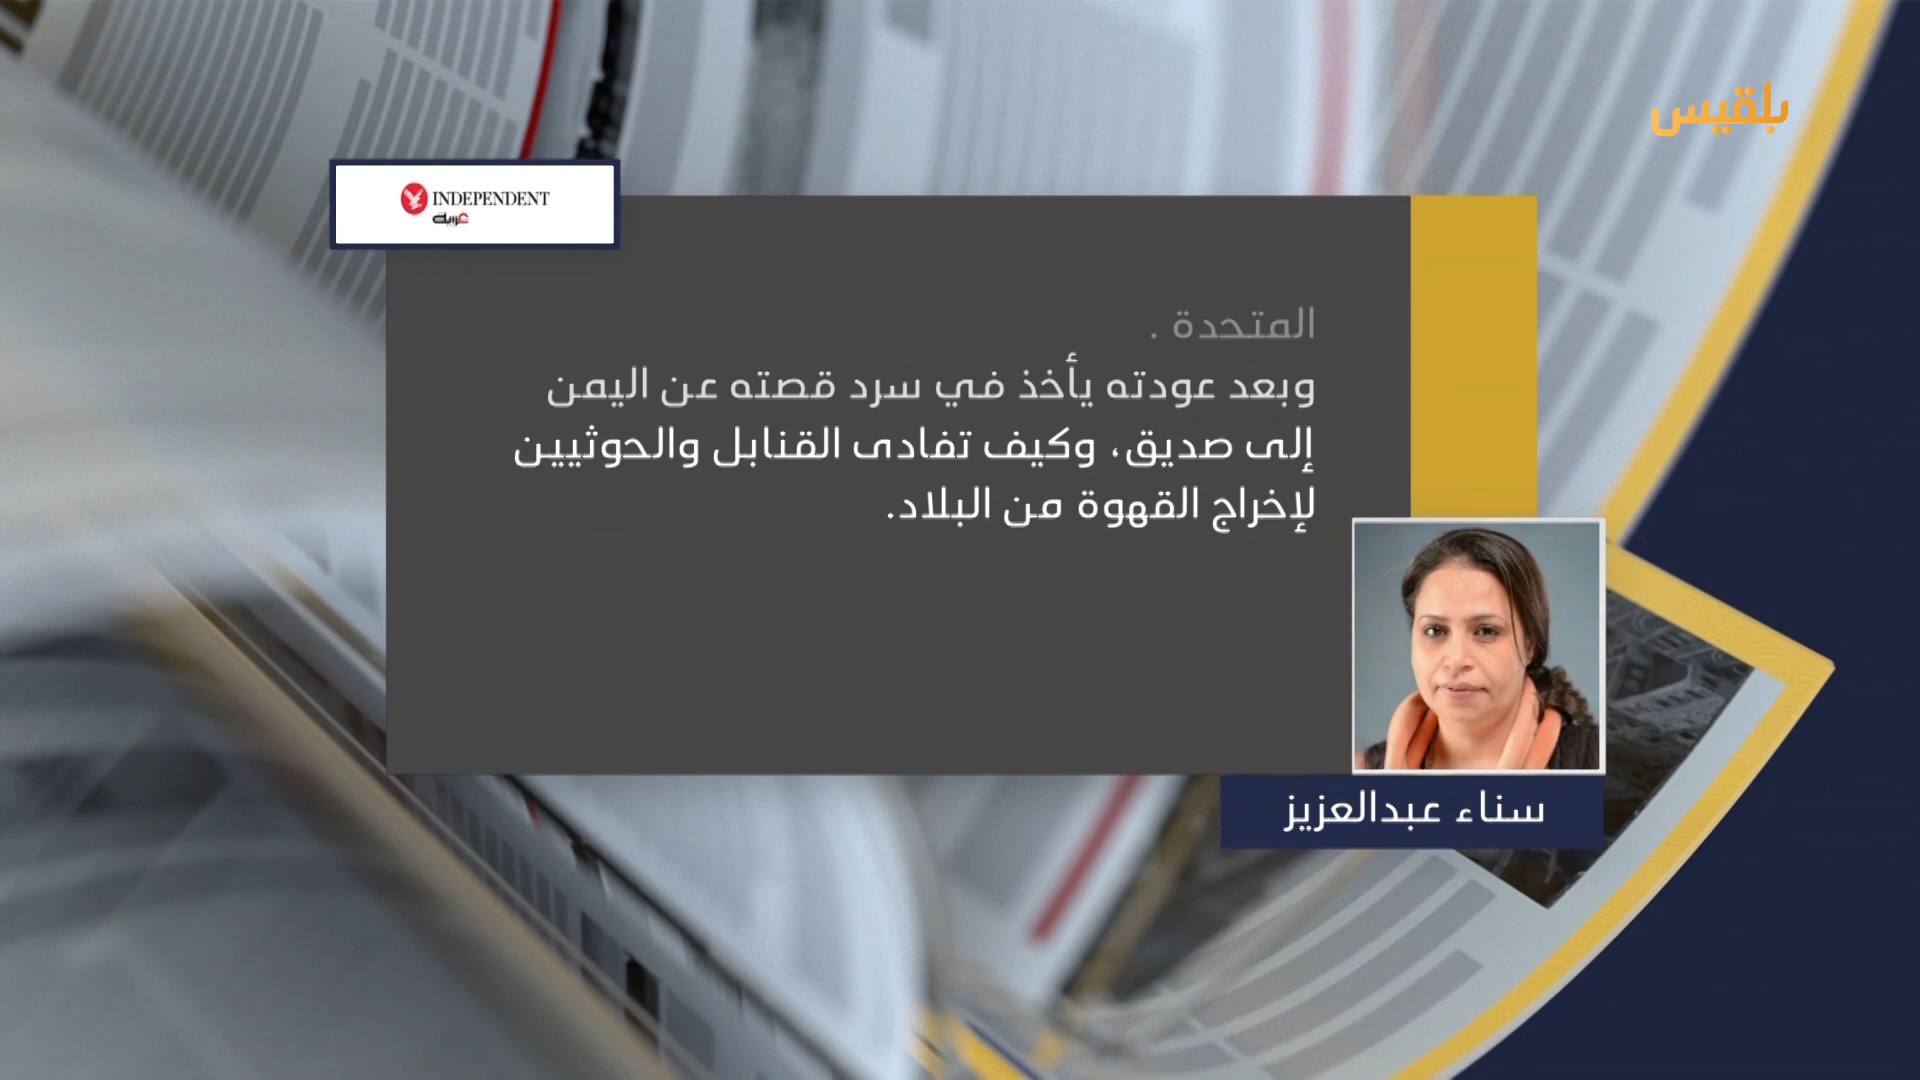 بلقيس
INDEPENDENT
عربية
المتحدة .
وبعد عودته يأخذ في سرد قصته عن اليمن
إلى صديق، وكيف تفادى القنابل والحوثيين
لإخراج القهوة من البلاد.
سناء عبدالعزيز